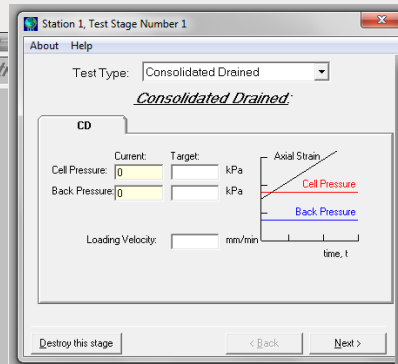 Station 1, Test Stage Number 1
About Help
Test Type: Consolidated Drained
Consolidated Drained:
CD
Current: Target:
Cell Pressure: 0 kPa
Back Pressure: 0 kPa
Loading Velocity: mm/min
Axial Strain
Cell Pressure
Back Pressure
time, t
Destroy this stage < Back Next >